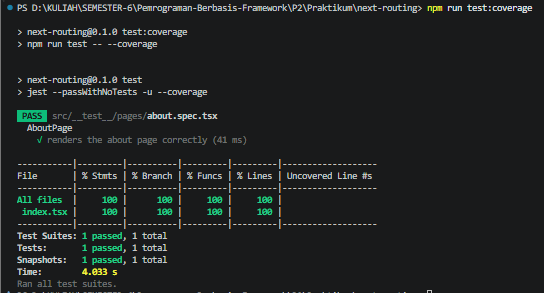 PS D:\KULIAH\SEMESTER-6\Pemrograman-Berbasis-Framework\P2\Praktikum\next-routing> npm run test:coverage
> next-routing@0.1.0 test:coverage
> npm run test -- --coverage
> next-routing@0.1.0 test
> jest --passWithNoTests -u --coverage
PASS src/__test__/pages/about.spec.tsx
AboutPage
√ renders the about page correctly (41 ms)
-----------|---------|----------|---------|---------|-------------------
File | % Stmts | % Branch | % Funcs | % Lines | Uncovered Line #s
-----------|---------|----------|---------|---------|-------------------
All files | 100 | 100 | 100 | 100 |
index.tsx | 100 | 100 | 100 | 100 |
-----------|---------|----------|---------|---------|-------------------
Test Suites: 1 passed, 1 total
Tests: 1 passed, 1 total
Snapshots: 1 passed, 1 total
Time: 4.033 s
Ran all test suites.